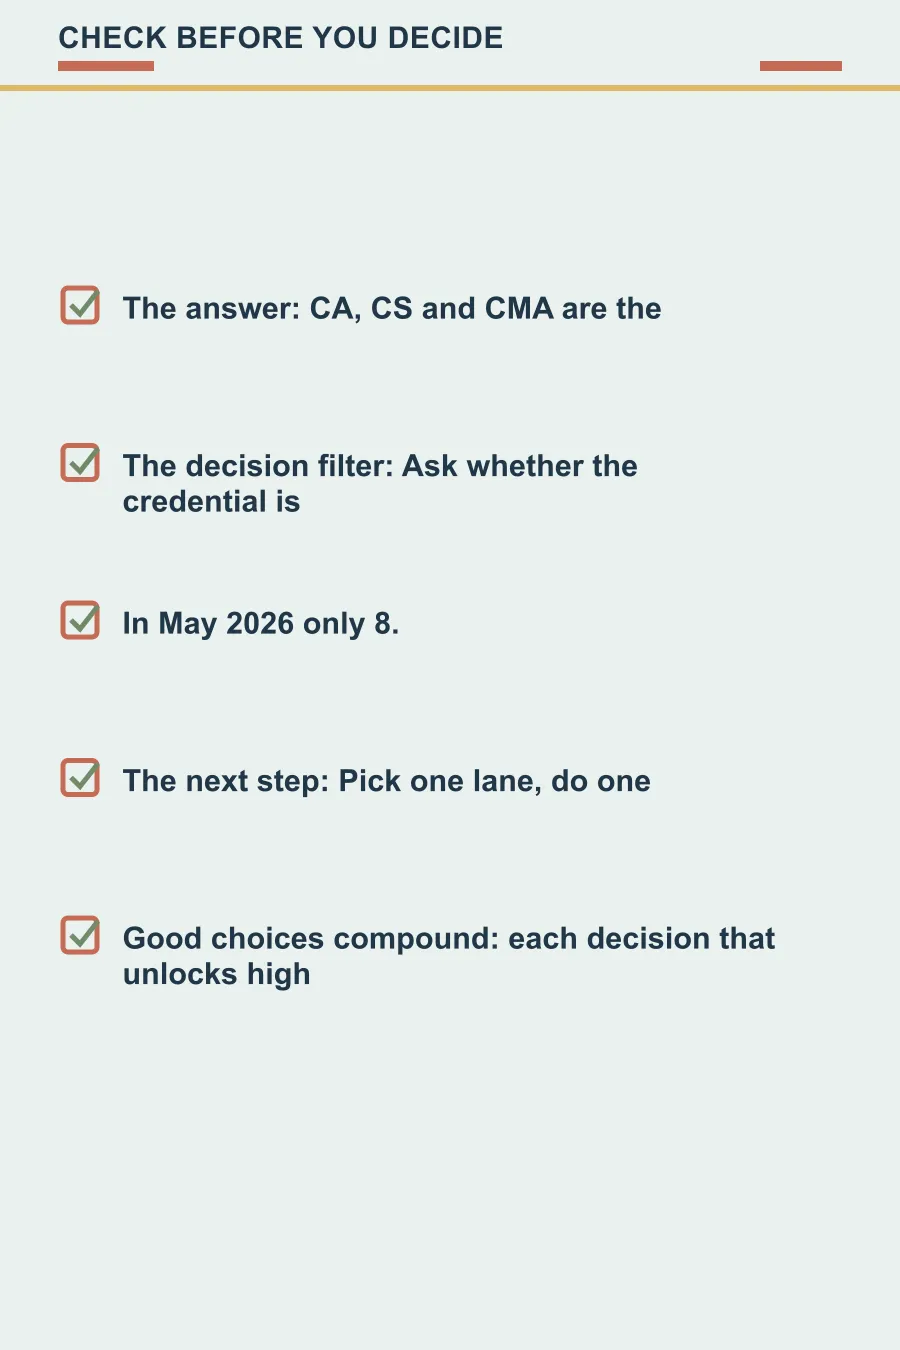 CHECK BEFORE YOU DECIDE
The answer: CA, CS and CMA are the
The decision filter: Ask whether the
credential is
In May 2026 only 8.
The next step: Pick one lane, do one
Good choices compound: each decision that
unlocks high